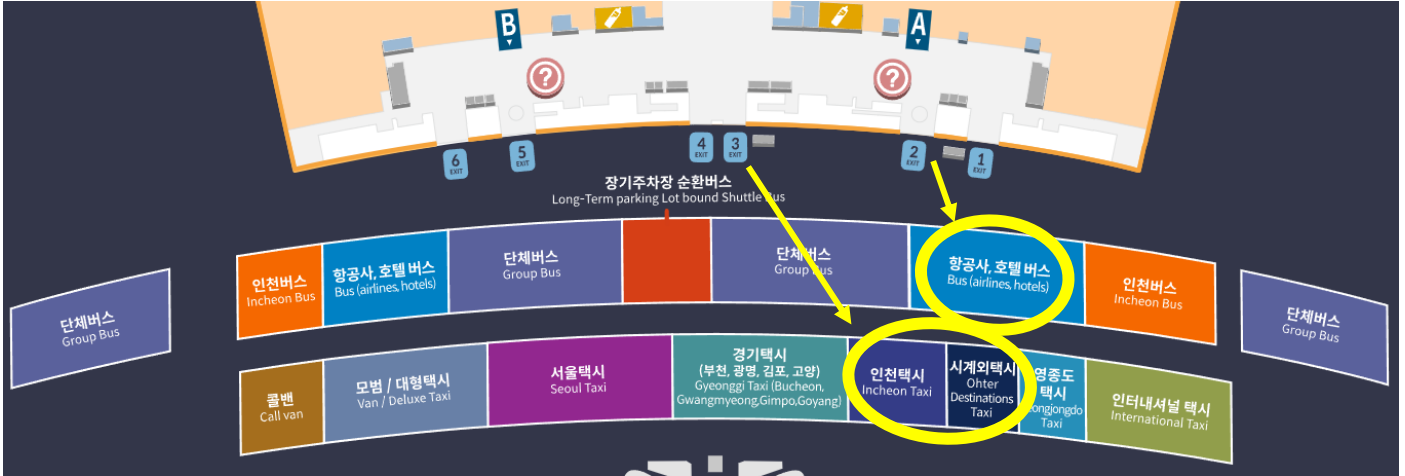 B
A
6
EXIT
5
EXIT
4
EXIT
3
EXIT
2
EXIT
1
EXIT
장기주차장 순환버스
Long-Term parking Lot bound Shuttle Bus
단체버스
Group Bus
인천버스
Incheon Bus
항공사, 호텔 버스
Bus (airlines, hotels)
단체버스
Group Bus
단체버스
Group Bus
항공사, 호텔 버스
Bus (airlines, hotels)
인천버스
Incheon Bus
단체버스
Group Bus
콜밴
Call van
모범 / 대형택시
Van / Deluxe Taxi
서울택시
Seoul Taxi
경기택시
(부천, 광명, 김포, 고양)
Gyeonggi Taxi (Bucheon,
Gwangmyeong,Gimpo,Goyang)
인천택시
Incheon Taxi
시계외택시
Ohter
Destinations
Taxi
영종도
택시
eongjongdo
Taxi
인터내셔널 택시
International Taxi